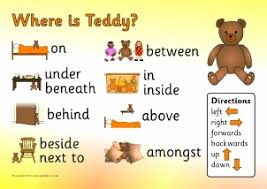 Where is Teddy?
on
between
under
beneath
in
inside
behind
above
beside
next to
amongst
Directions
left
right
forwards
backwards
up
down